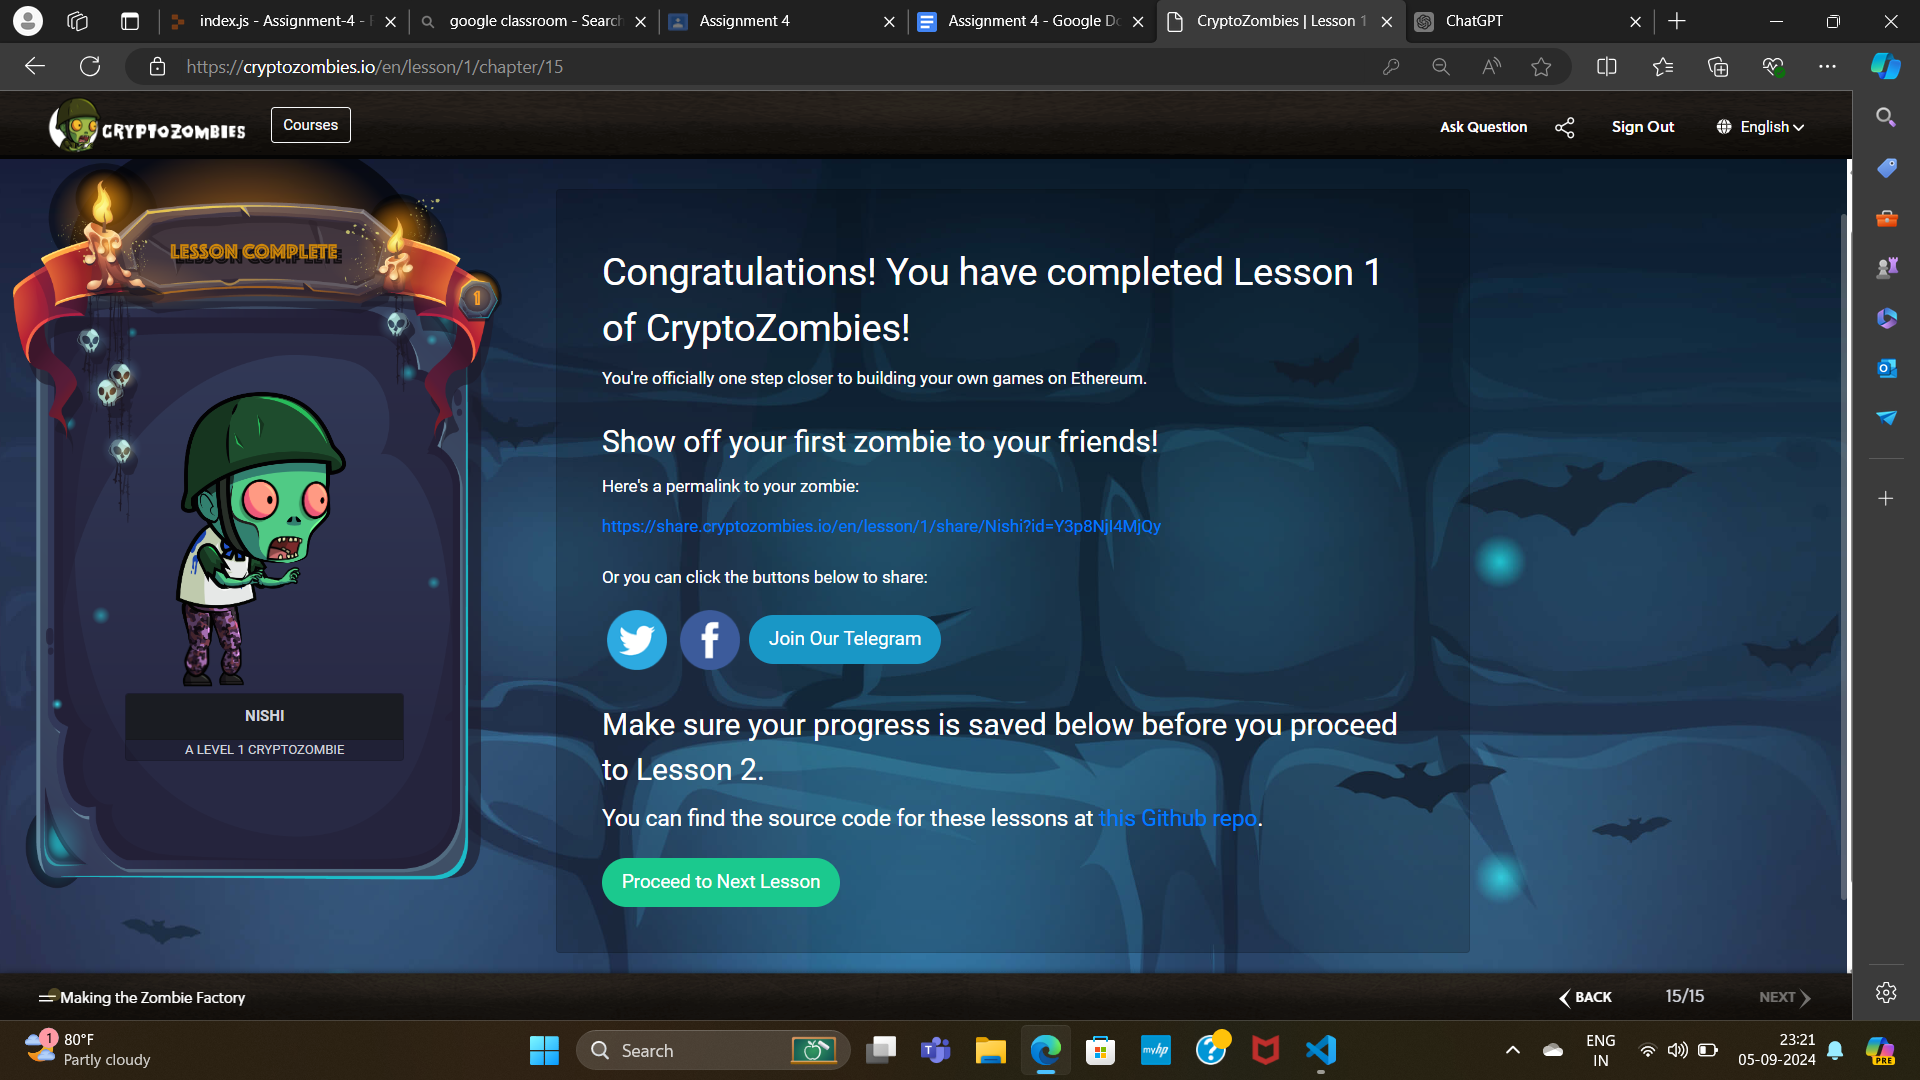 index.js - Assignment-4 -
google classroom - Search
Assignment 4
Assignment 4 - Google Do
CryptoZombies | Lesson 1
ChatGPT
https://cryptozombies.io/en/lesson/1/chapter/15
CRYPTOZOMBIES
Courses
Ask Question
Sign Out
English
LESSON COMPLETE
1
NISHI
A LEVEL 1 CRYPTOZOMBIE
Congratulations! You have completed Lesson 1
of CryptoZombies!
You're officially one step closer to building your own games on Ethereum.
Show off your first zombie to your friends!
Here's a permalink to your zombie:
https://share.cryptozombies.io/en/lesson/1/share/Nishi?id=Y3p8NjI4MjQy
Or you can click the buttons below to share:
Join Our Telegram
Make sure your progress is saved below before you proceed
to Lesson 2.
You can find the source code for these lessons at this Github repo.
Proceed to Next Lesson
Making the Zombie Factory
BACK
15/15
NEXT
1
80°F
Partly cloudy
Search
myhp
ENG
IN
23:21
05-09-2024
PRE